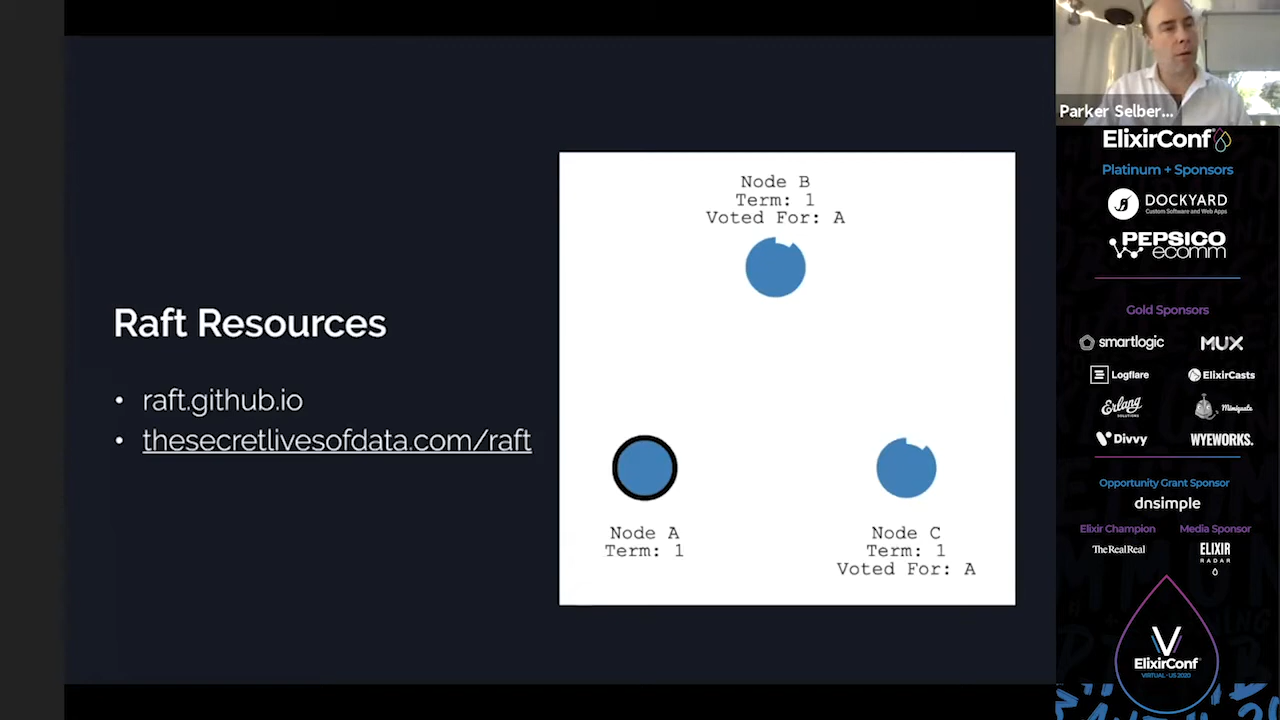 Raft Resources
• raft.github.io
• thesecretlivesofdata.com/raft
Node B
Term: 1
Voted For: A
Node A
Term: 1
Node C
Term: 1
Voted For: A
Parker Selber...
ElixirConf
Platinum + Sponsors
DOCKYARD
Custom Software and Web Apps
PEPSICO
ecomm
Gold Sponsors
smartlogic
MUX
Logflare
ElixirCasts
Erlang
SOLUTIONS
Miniquota
Divvy
WYEWORKS.
Opportunity Grant Sponsor
dnsimple
Elixir Champion
Media Sponsor
The RealReal
ELIXIR
RADAR
V
ElixirConf
VIRTUAL - US 2020